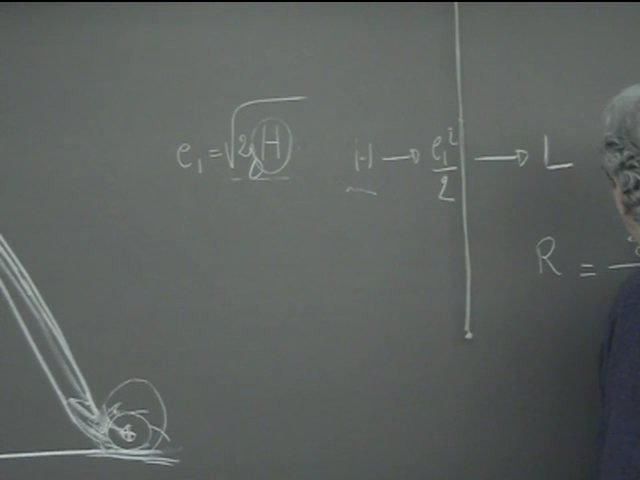 e₁ = √2gH H → e₁²/2 → L
R =